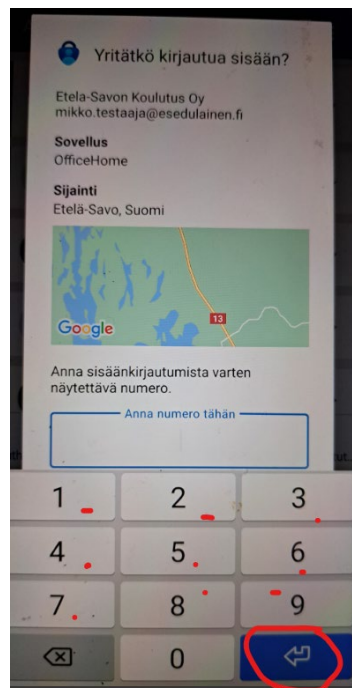 Yritätkö kirjautua sisään?
Etela-Savon Koulutus Oy
mikko.testaaja@esedulainen.fi
Sovellus
OfficeHome
Sijainti
Etelä-Savo, Suomi
13
Google
Anna sisäänkirjautumista varten
näytettävä numero.
Anna numero tähän
1 2 3
4 5 6
7 8 9
0